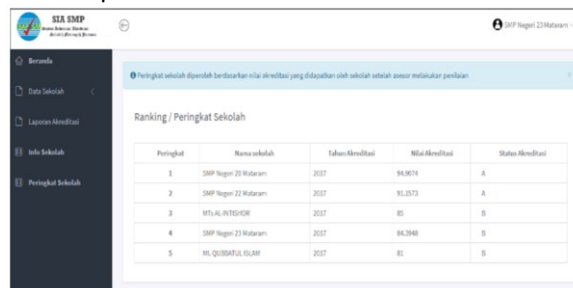 SIA SMP
SMP Negeri 23 Mataram
Beranda
Peringkat sekolah diperoleh berdasarkan nilai akreditasi yang didapatkan oleh sekolah setelah asesor melakukan penilaian
Data Sekolah
Laporan Akreditasi
Ranking / Peringkat Sekolah
Info Sekolah
Peringkat Sekolah
Peringkat Nama sekolah Tahun Akreditasi Nilai Akreditasi Status Akreditasi
1 SMP Negeri 20 Mataram 2017 94.9674 A
2 SMP Negeri 22 Mataram 2017 91.1573 A
3 MTs AL-INTISHOR 2017 85 B
4 SMP Negeri 23 Mataram 2017 84.2948 B
5 MI. QUBBATUL ISLAM 2017 81 B